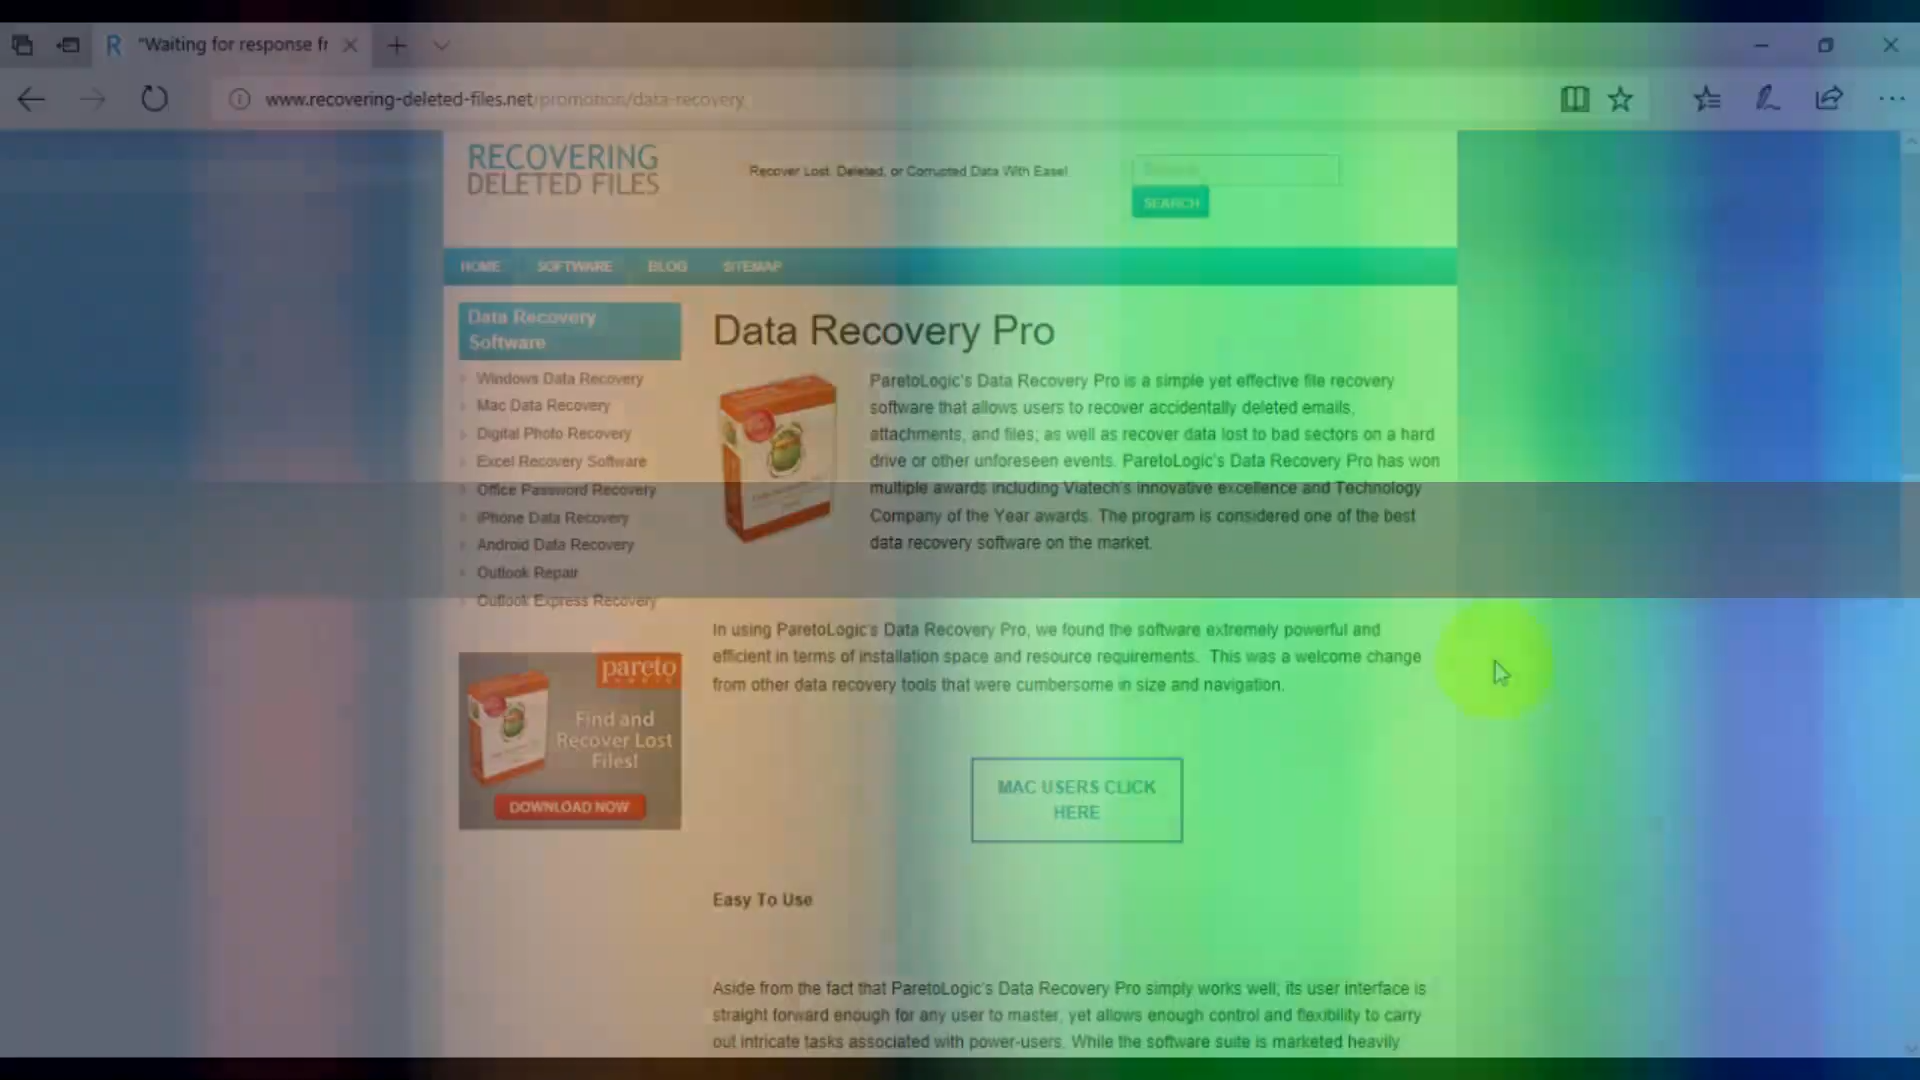 "Waiting for response fr
www.recovering-deleted-files.net/promotion/data-recovery
RECOVERING
DELETED FILES
Recover Lost, Deleted, or Corrupted Data With Ease!
SEARCH
HOME SOFTWARE BLOG SITEMAP
Data Recovery
Software
Windows Data Recovery
Mac Data Recovery
Digital Photo Recovery
Excel Recovery Software
Office Password Recovery
iPhone Data Recovery
Android Data Recovery
Outlook Repair
Outlook Express Recovery
pareto
Find and
Recover Lost
Files!
DOWNLOAD NOW
Data Recovery Pro
ParetoLogic's Data Recovery Pro is a simple yet effective file recovery
software that allows users to recover accidentally deleted emails,
attachments, and files; as well as recover data lost to bad sectors on a hard
drive or other unforeseen events. ParetoLogic's Data Recovery Pro has won
multiple awards including Viatech's innovative excellence and Technology
Company of the Year awards. The program is considered one of the best
data recovery software on the market.
In using ParetoLogic's Data Recovery Pro, we found the software extremely powerful and
efficient in terms of installation space and resource requirements. This was a welcome change
from other data recovery tools that were cumbersome in size and navigation.
MAC USERS CLICK
HERE
Easy To Use
Aside from the fact that ParetoLogic's Data Recovery Pro simply works well; its user interface is
straight forward enough for any user to master, yet allows enough control and flexibility to carry
out intricate tasks associated with power-users. While the software suite is marketed heavily